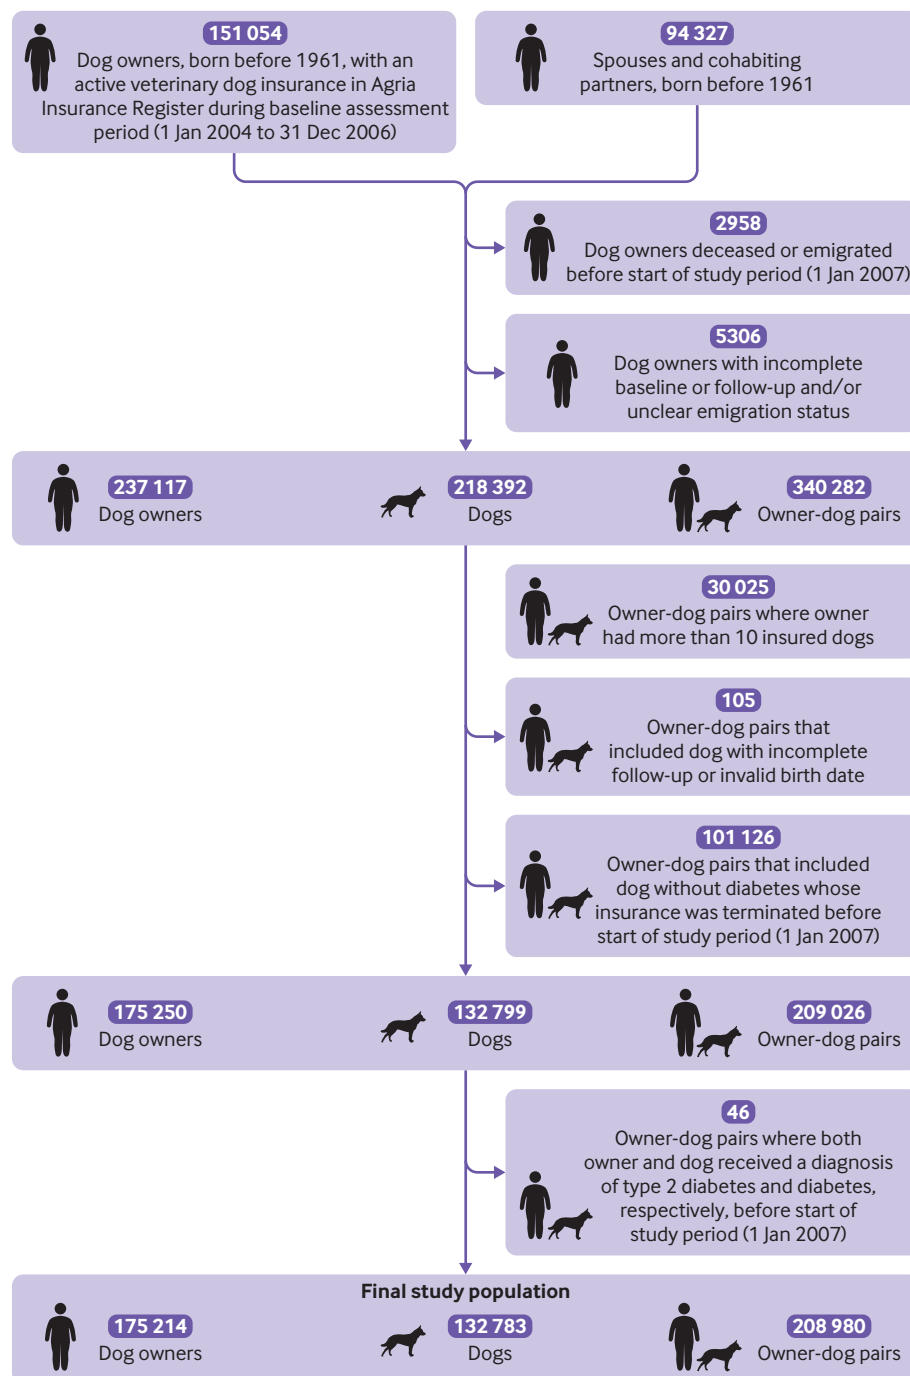 151 054
Dog owners, born before 1961, with an
active veterinary dog insurance in Agria
Insurance Register during baseline assessment
period (1 Jan 2004 to 31 Dec 2006)
94 327
Spouses and cohabiting
partners, born before 1961
2958
Dog owners deceased or emigrated
before start of study period (1 Jan 2007)
5306
Dog owners with incomplete
baseline or follow-up and/or
unclear emigration status
237 117
Dog owners
218 392
Dogs
340 282
Owner-dog pairs
30 025
Owner-dog pairs where owner
had more than 10 insured dogs
105
Owner-dog pairs that
included dog with incomplete
follow-up or invalid birth date
101 126
Owner-dog pairs that included
dog without diabetes whose
insurance was terminated before
start of study period (1 Jan 2007)
175 250
Dog owners
132 799
Dogs
209 026
Owner-dog pairs
46
Owner-dog pairs where both
owner and dog received a diagnosis
of type 2 diabetes and diabetes,
respectively, before start of
study period (1 Jan 2007)
Final study population
175 214
Dog owners
132 783
Dogs
208 980
Owner-dog pairs